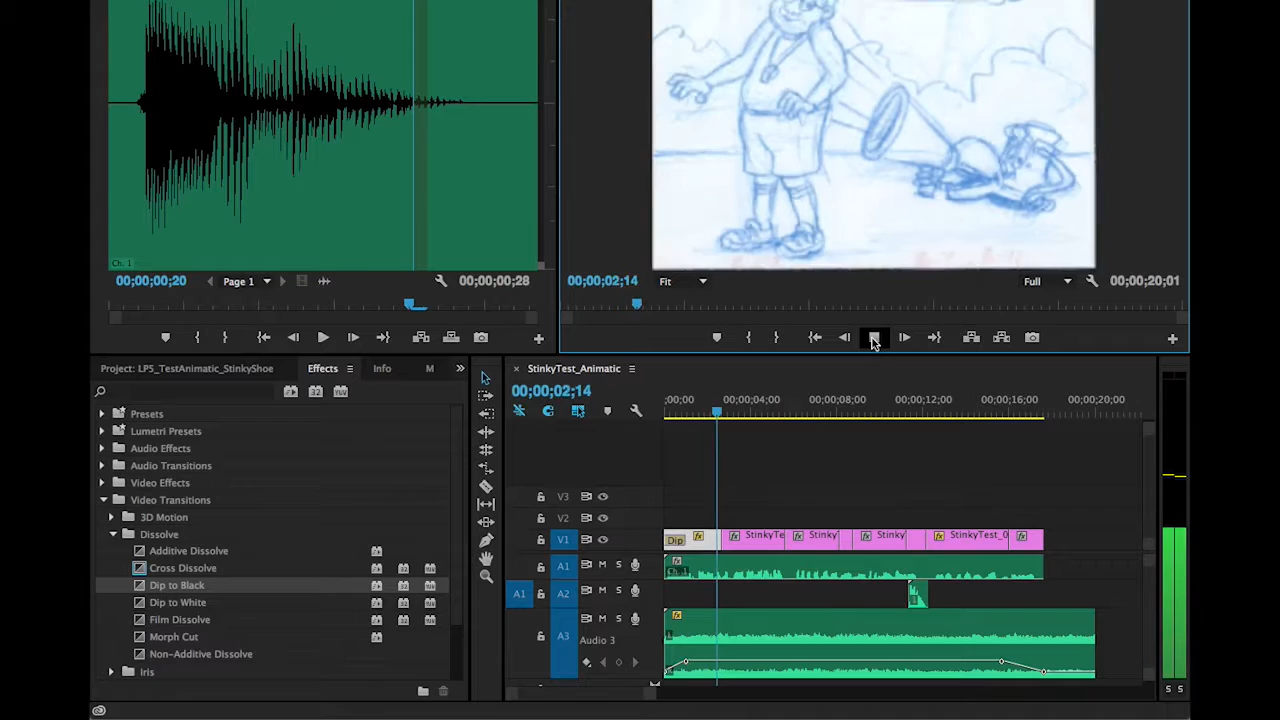 Ch. 1
00;00;00;20
Page 1
00;00;00;28
00;00;02;14
Fit
Full
00;00;20;01
Project: LP5_TestAnimatic_StinkyShoe
Effects
Info
M
StinkyTest_Animatic
00;00;02;14
;00;00
00;00;04;00
00;00;08;00
00;00;12;00
00;00;16;00
00;00;20;00
Presets
Lumetri Presets
Audio Effects
Audio Transitions
Video Effects
Video Transitions
3D Motion
Dissolve
Additive Dissolve
Cross Dissolve
Dip to Black
Dip to White
Film Dissolve
Morph Cut
Non-Additive Dissolve
Iris
V3
V2
V1
Dip
fx
StinkyTe
Stinky
Stinky
StinkyTest_0
A1
M
S
Ch. 1
A1
A2
M
S
A3
M
S
Audio 3
S
S